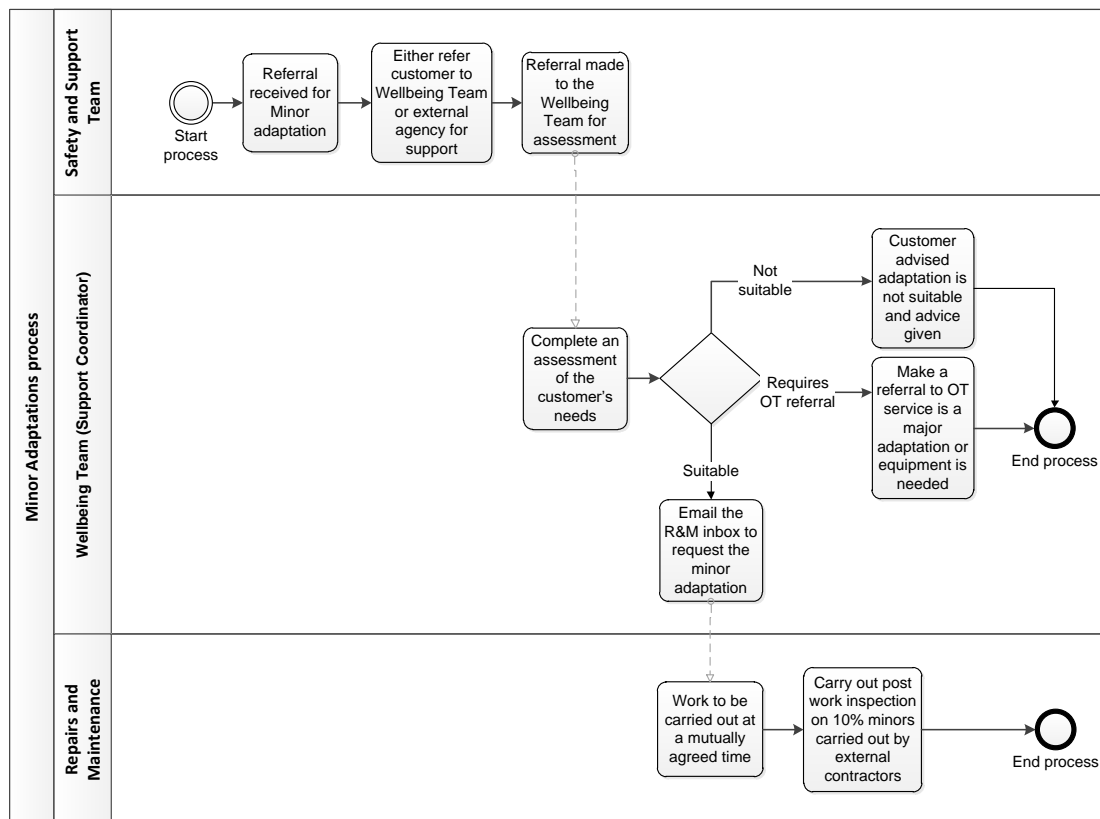 Minor Adaptations process
Safety and Support
Team
Start
process
Referral
received for
Minor
adaptation
Either refer
customer to
Wellbeing Team
or external
agency for
support
Referral made
to the
Wellbeing
Team for
assessment
Wellbeing Team (Support Coordinator)
Complete an
assessment
of the
customer's
needs
Not
suitable
Customer
advised
adaptation is
not suitable
and advice
given
Requires
OT referral
Make a
referral to OT
service is a
major
adaptation or
equipment is
needed
End process
Suitable
Email the
R&M inbox to
request the
minor
adaptation
Repairs and
Maintenance
Work to be
carried out at
a mutually
agreed time
Carry out post
work inspection
on 10% minors
carried out by
external
contractors
End process